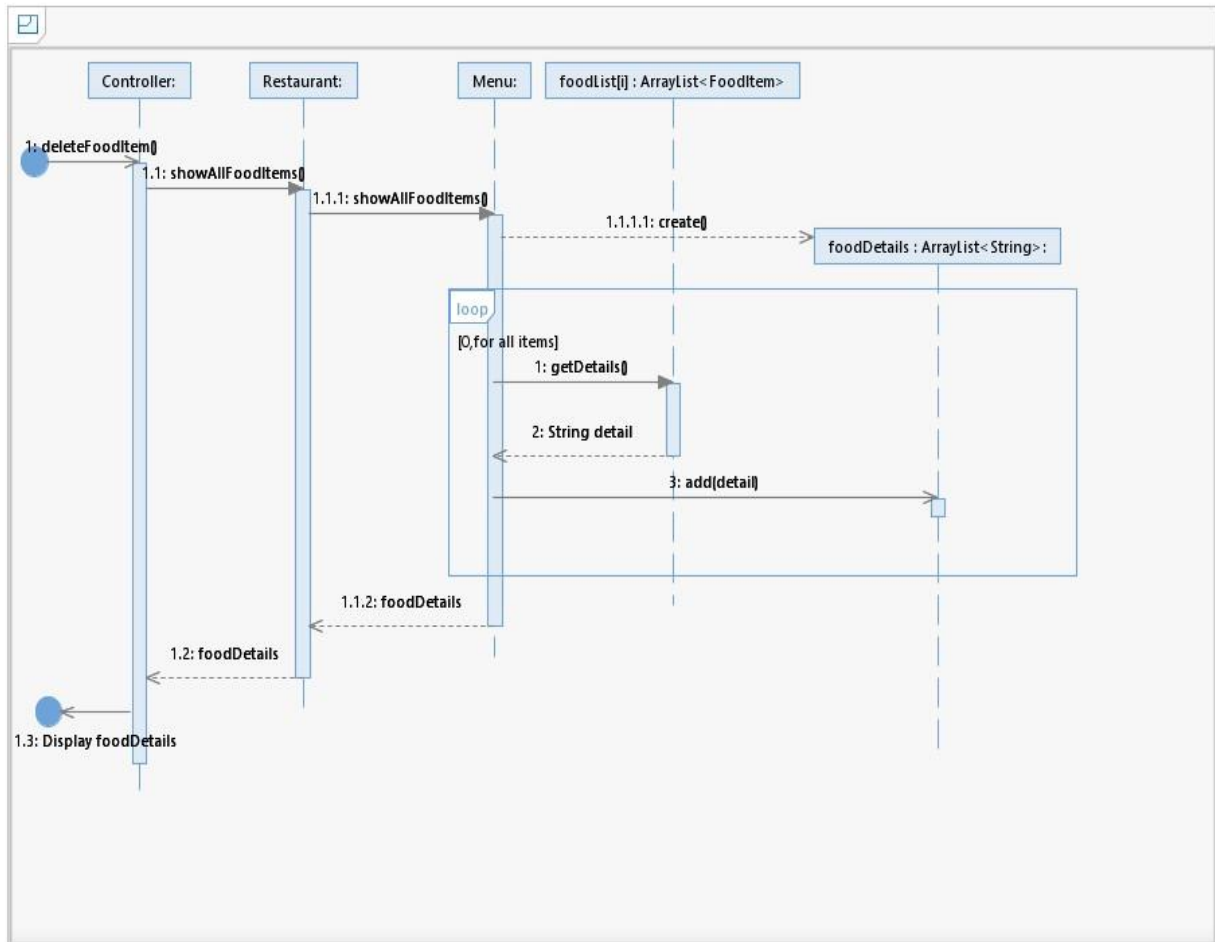 Controller:
Restaurant:
Menu:
foodList[i] : ArrayList<FoodItem>
1: deleteFoodItem()
1.1: showAllFoodItems()
1.1.1: showAllFoodItems()
1.1.1.1: create()
foodDetails : ArrayList<String>:
loop
[0,for all items]
1: getDetails()
2: String detail
3: add(detail)
1.1.2: foodDetails
1.2: foodDetails
1.3: Display foodDetails